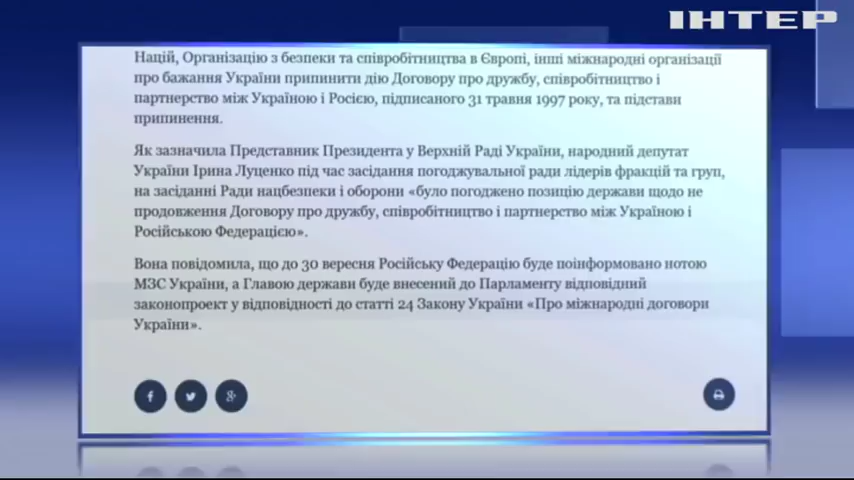 ІНТЕР
Націй, Організацію з безпеки та співробітництва в Європі, інші міжнародні організації
про бажання України припинити дію Договору про дружбу, співробітництво і
партнерство між Україною і Росією, підписаного 31 травня 1997 року, та підстави
припинення.
Як зазначила Представник Президента у Верхній Раді України, народний депутат
України Ірина Луценко під час засідання погоджувальної ради лідерів фракцій та груп,
на засіданні Ради нацбезпеки і оборони «було погоджено позицію держави щодо не
продовження Договору про дружбу, співробітництво і партнерство між Україною і
Російською Федерацією».
Вона повідомила, що до 30 вересня Російську Федерацію буде поінформовано нотою
МЗС України, а Главою держави буде внесений до Парламенту відповідний
законопроект у відповідності до статті 24 Закону України «Про міжнародні договори
України».